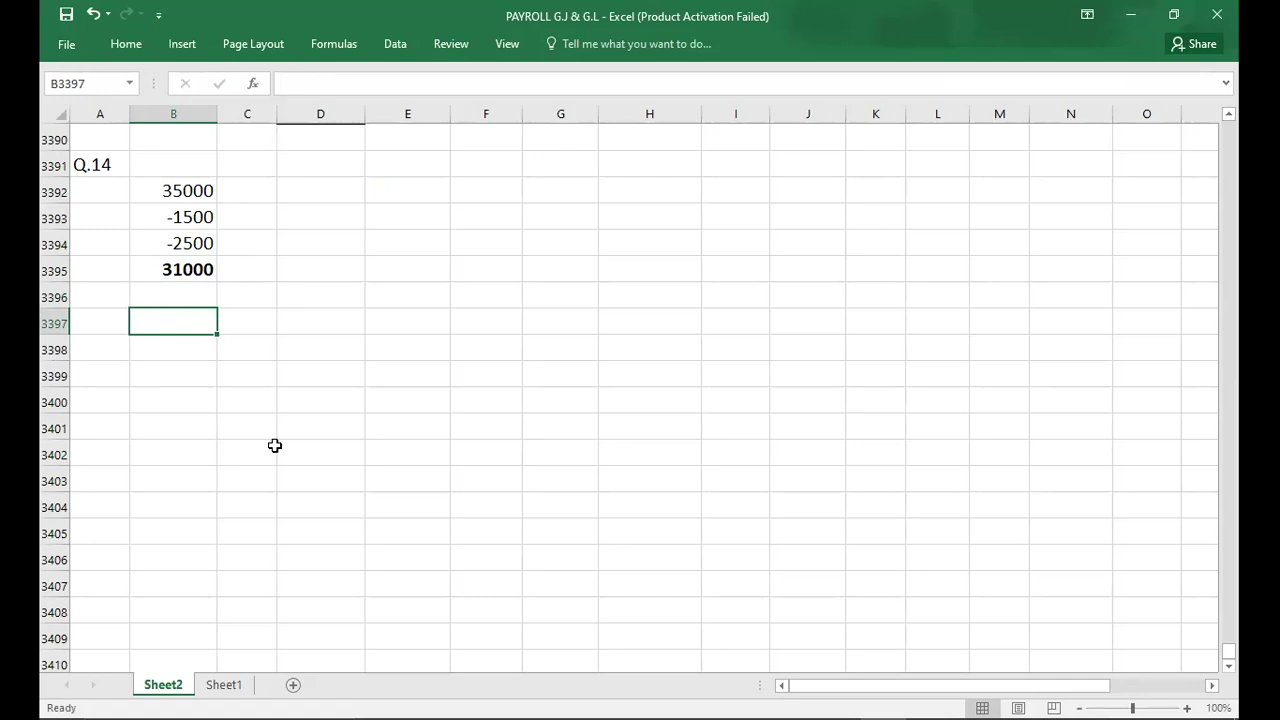 PAYROLL G.J & G.L - Excel (Product Activation Failed)
File Home Insert Page Layout Formulas Data Review View Tell me what you want to do... Share
B3397 fx
A B C D E F G H I J K L M N O
3390
3391 Q.14
3392 35000
3393 -1500
3394 -2500
3395 31000
3396
3397
3398
3399
3400
3401
3402
3403
3404
3405
3406
3407
3408
3409
3410
Sheet2 Sheet1
Ready 100%